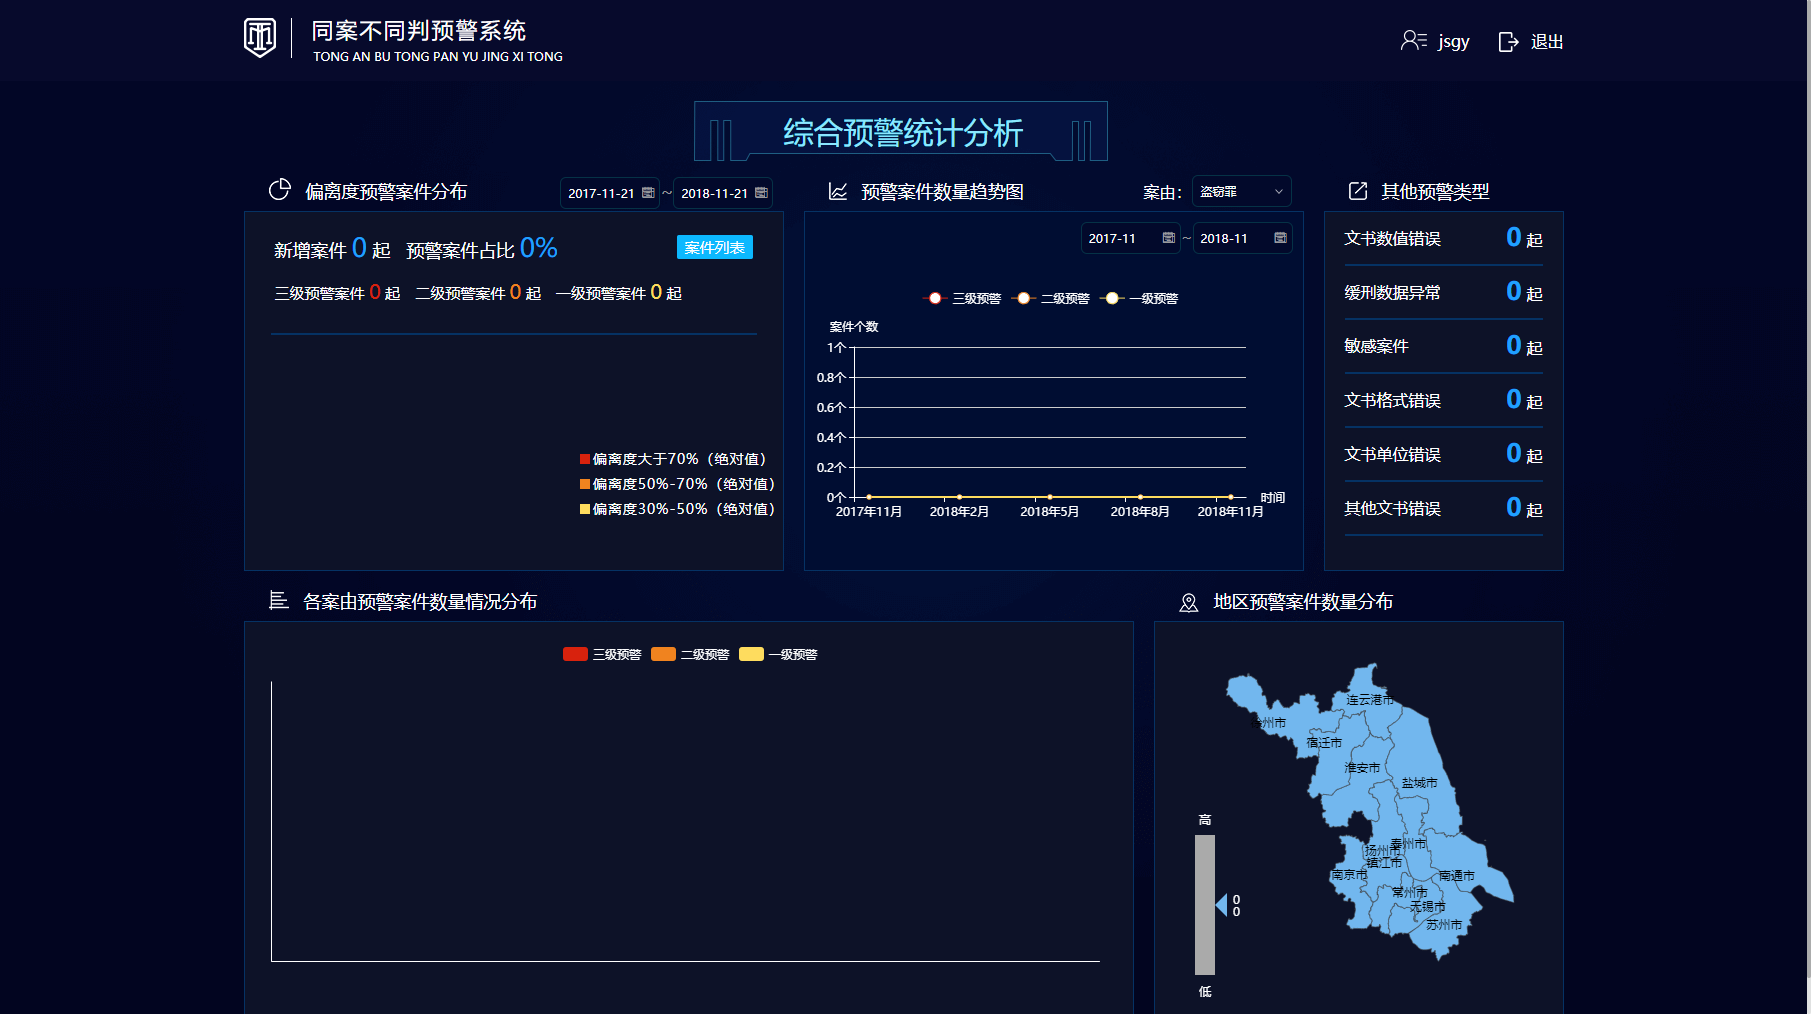 同案不同判预警系统
TONG AN BU TONG PAN YU JING XI TONG
jsgy
退出
综合预警统计分析
偏离度预警案件分布
2017-11-21 ~ 2018-11-21
新增案件 0 起 预警案件占比 0%
案件列表
三级预警案件 0 起 二级预警案件 0 起 一级预警案件 0 起
偏离度大于70%（绝对值）
偏离度50%-70%（绝对值）
偏离度30%-50%（绝对值）
预警案件数量趋势图
案由： 盗窃罪
2017-11 ~ 2018-11
三级预警 二级预警 一级预警
案件个数
1个
0.8个
0.6个
0.4个
0.2个
0个
时间
2017年11月 2018年2月 2018年5月 2018年8月 2018年11月
其他预警类型
文书数值错误 0 起
缓刑数据异常 0 起
敏感案件 0 起
文书格式错误 0 起
文书单位错误 0 起
其他文书错误 0 起
各案由预警案件数量情况分布
三级预警 二级预警 一级预警
地区预警案件数量分布
连云港市
徐州市
宿迁市
淮安市
盐城市
泰州市
扬州市
镇江市
南京市
南通市
常州市
无锡市
苏州市
高
0
0
低